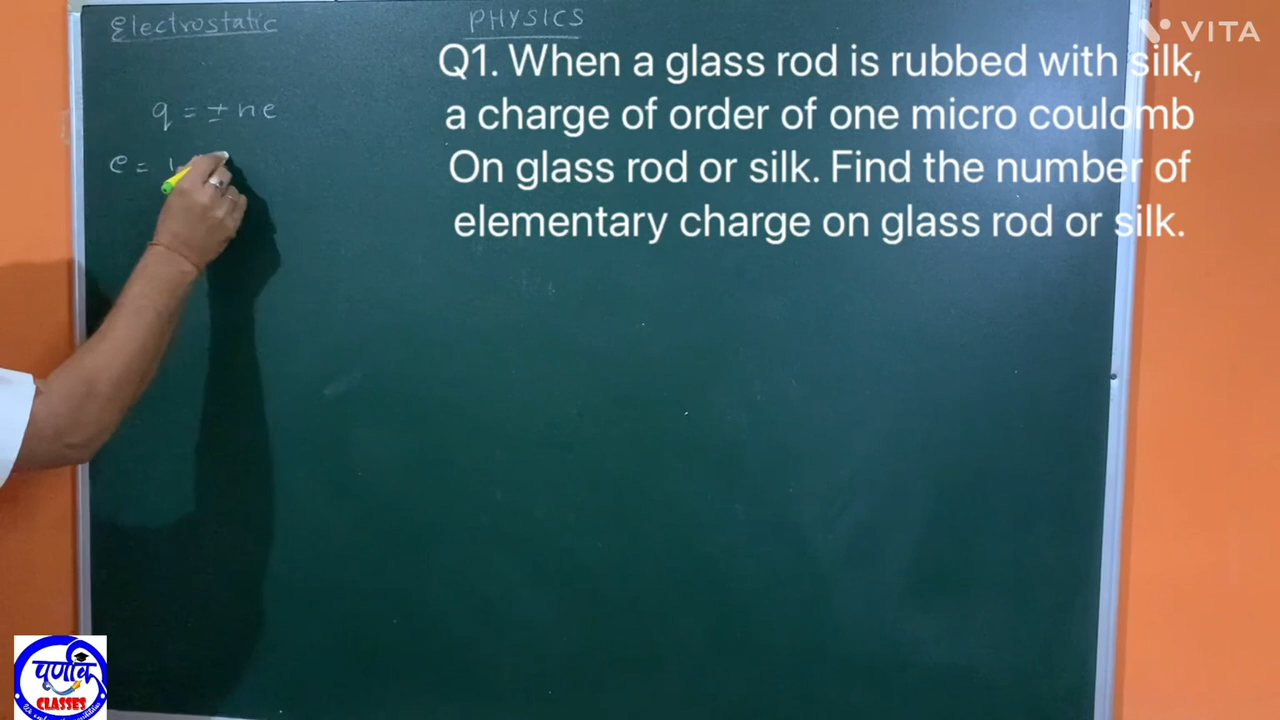 Electrostatic
PHYSICS
VITA
Q1. When a glass rod is rubbed with silk,
a charge of order of one micro coulomb
On glass rod or silk. Find the number of
elementary charge on glass rod or silk.
q = ± ne
e = 1
पूर्णांक
CLASSES